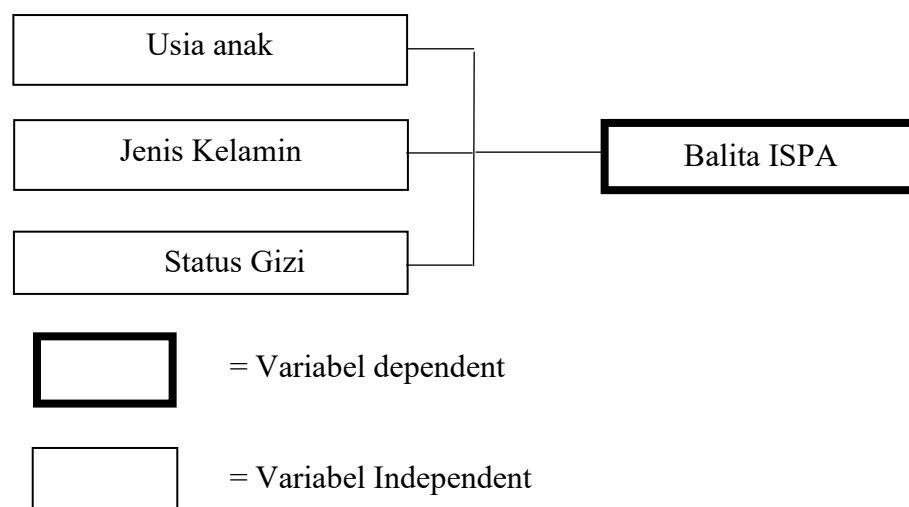 Usia anak
Jenis Kelamin
Balita ISPA
Status Gizi
= Variabel dependent
= Variabel Independent